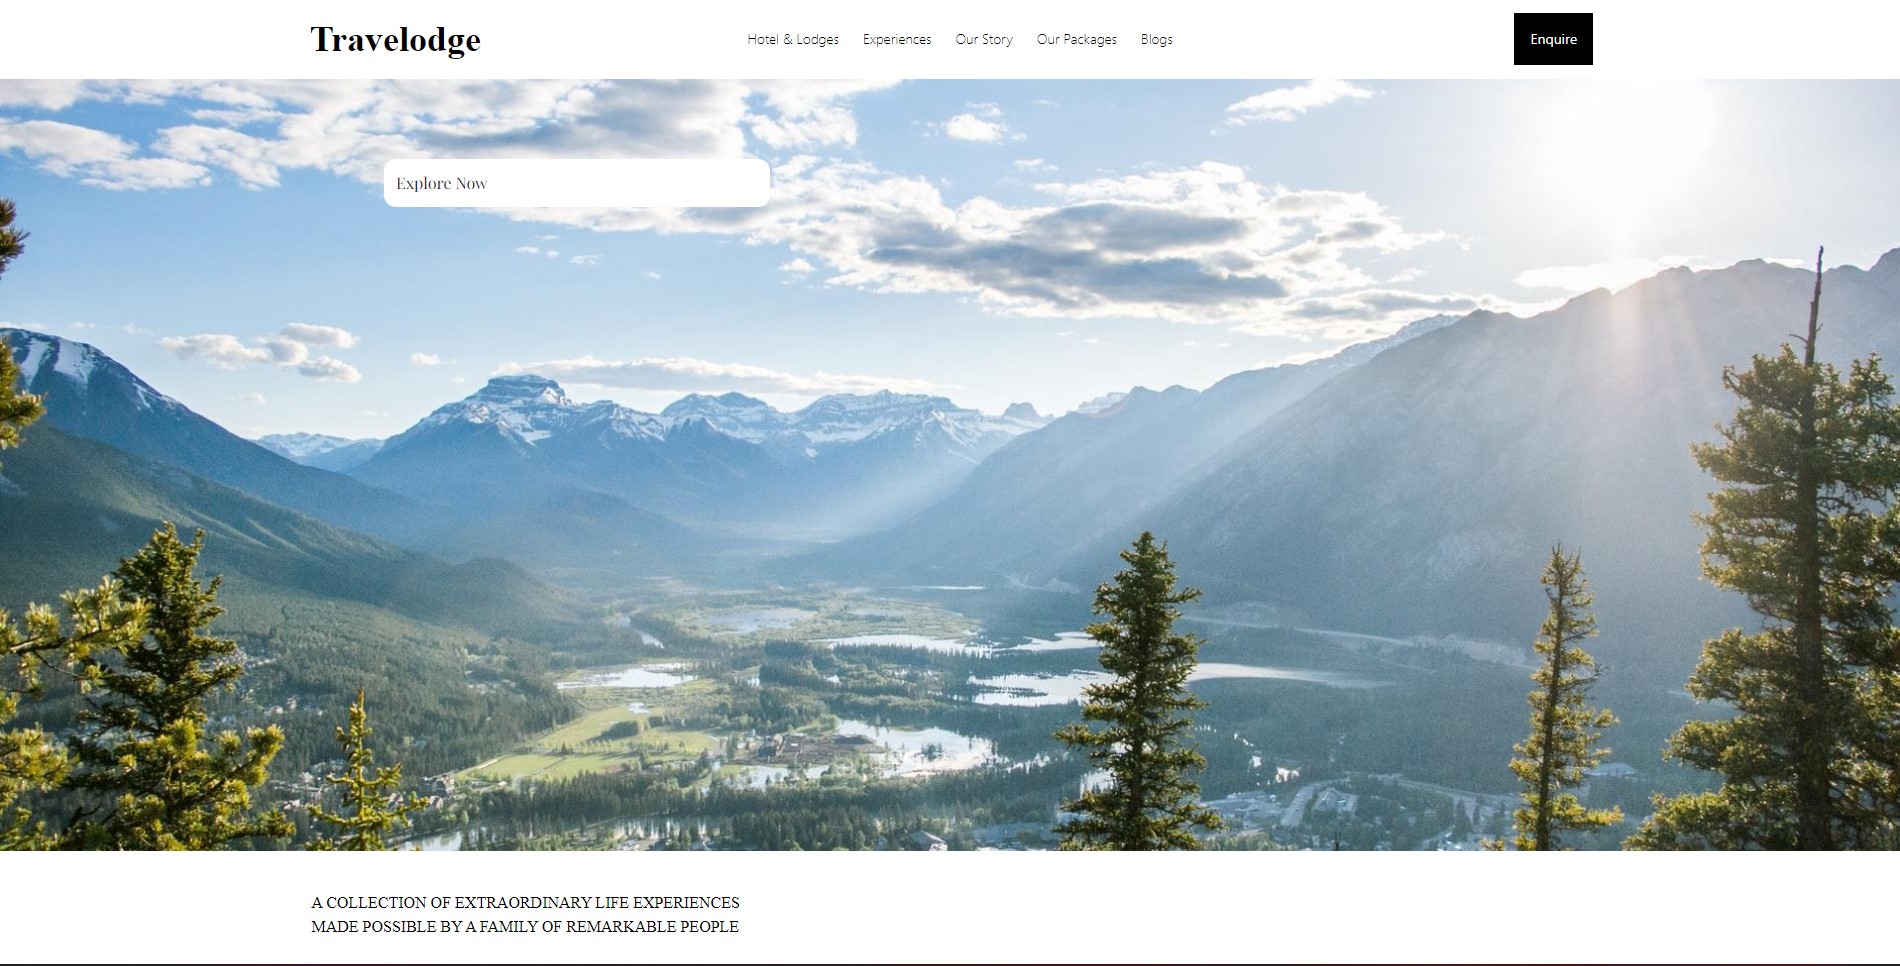 Travelodge
Hotel & Lodges Experiences Our Story Our Packages Blogs
Enquire
Explore Now
A COLLECTION OF EXTRAORDINARY LIFE EXPERIENCES
MADE POSSIBLE BY A FAMILY OF REMARKABLE PEOPLE